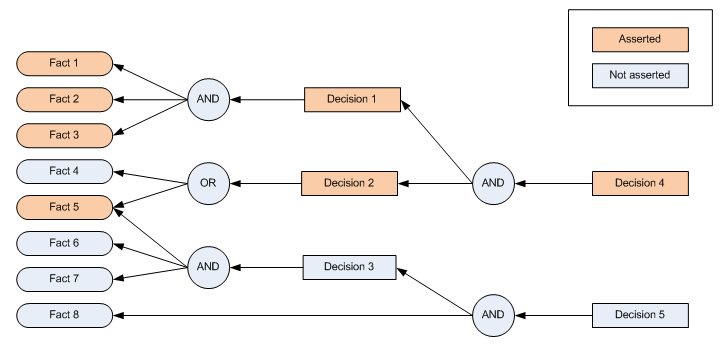 Asserted
Not asserted
Fact 1
Fact 2
Fact 3
Fact 4
Fact 5
Fact 6
Fact 7
Fact 8
AND
OR
AND
Decision 1
Decision 2
Decision 3
AND
AND
Decision 4
Decision 5